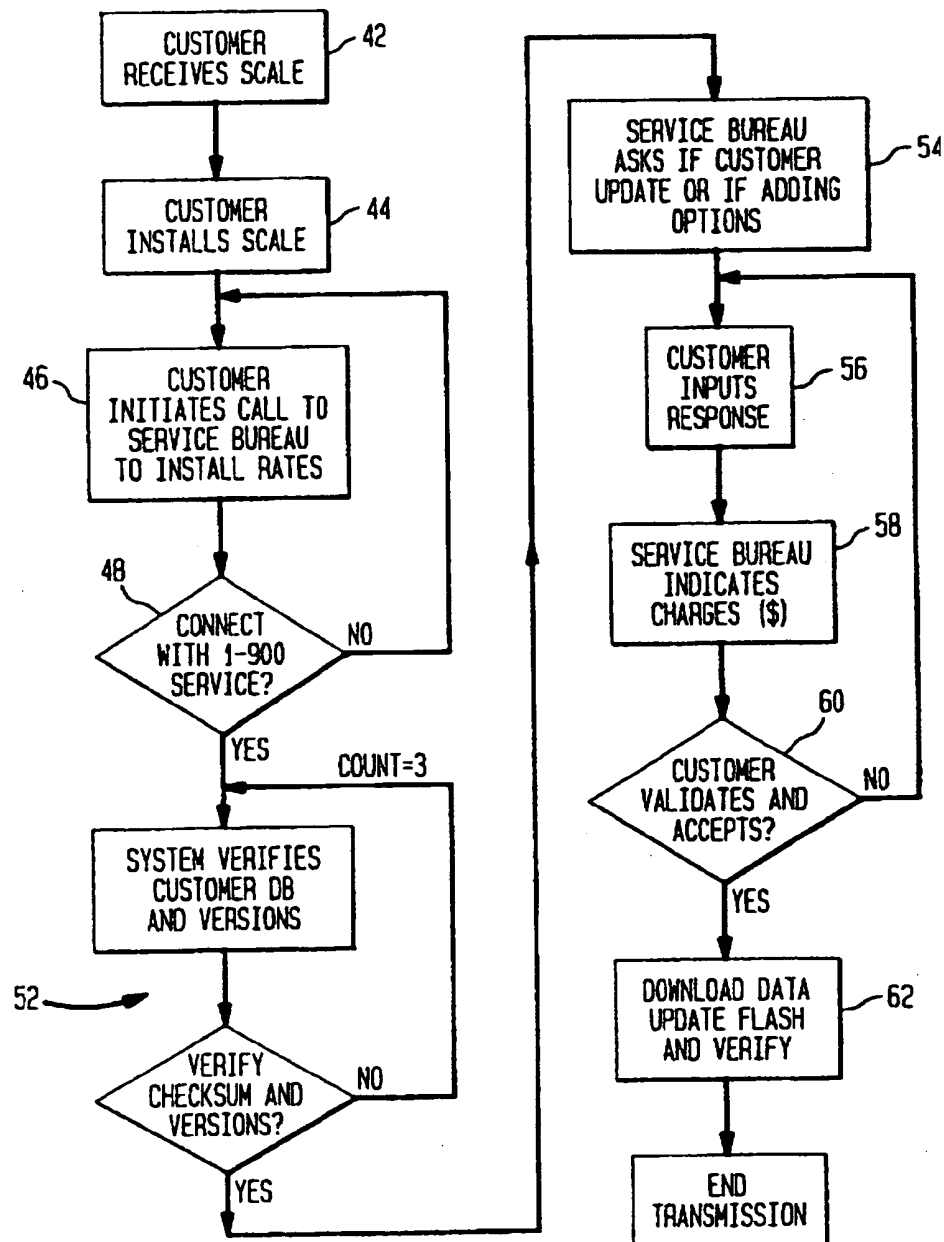 CUSTOMER
RECEIVES SCALE
42
CUSTOMER
INSTALLS SCALE
44
46
CUSTOMER
INITIATES CALL TO
SERVICE BUREAU
TO INSTALL RATES
48
CONNECT
WITH 1-900
SERVICE?
NO
YES
COUNT=3
SYSTEM VERIFIES
CUSTOMER DB
AND VERSIONS
52
VERIFY
CHECKSUM AND
VERSIONS?
NO
YES
SERVICE BUREAU
ASKS IF CUSTOMER
UPDATE OR IF ADDING
OPTIONS
54
CUSTOMER
INPUTS
RESPONSE
56
SERVICE BUREAU
INDICATES
CHARGES ($)
58
60
CUSTOMER
VALIDATES AND
ACCEPTS?
NO
YES
DOWNLOAD DATA
UPDATE FLASH
AND VERIFY
62
END
TRANSMISSION